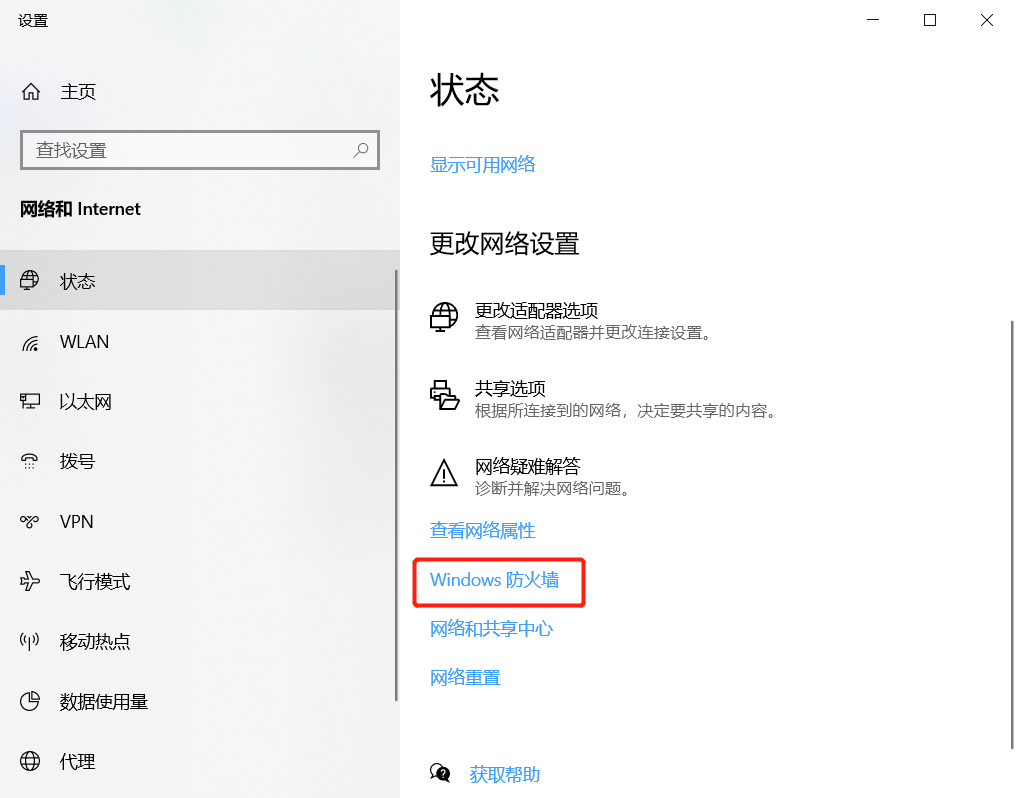 设置
主页
查找设置
网络和 Internet
状态
WLAN
以太网
拨号
VPN
飞行模式
移动热点
数据使用量
代理
状态
显示可用网络
更改网络设置
更改适配器选项
查看网络适配器并更改连接设置。
共享选项
根据所连接到的网络，决定要共享的内容。
网络疑难解答
诊断并解决网络问题。
查看网络属性
Windows 防火墙
网络和共享中心
网络重置
获取帮助